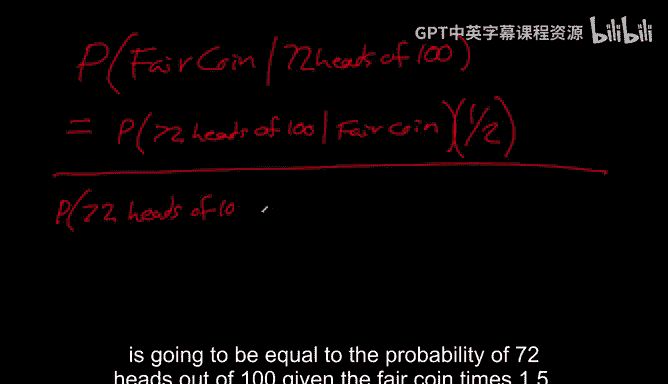 GPT中英字幕课程资源 bilibili
P(Fair Coin | 72 heads of 100)
= P(72 heads of 100 | Fair coin)(1/2)
P(72 heads of 10
is going to be equal to the probability of 72
heads out of 100 given the fair coin times 1.5